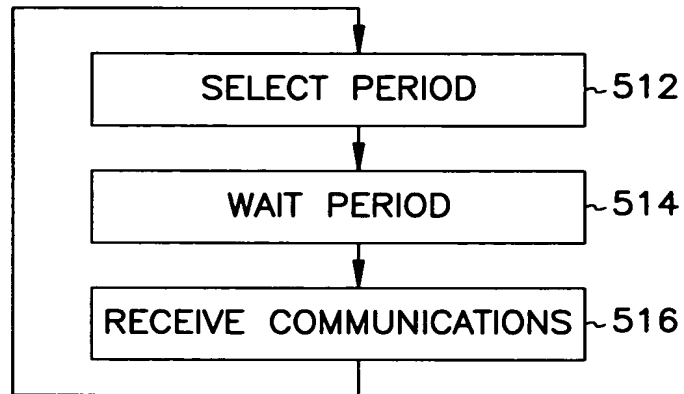 SELECT PERIOD ~512
WAIT PERIOD ~514
RECEIVE COMMUNICATIONS ~516